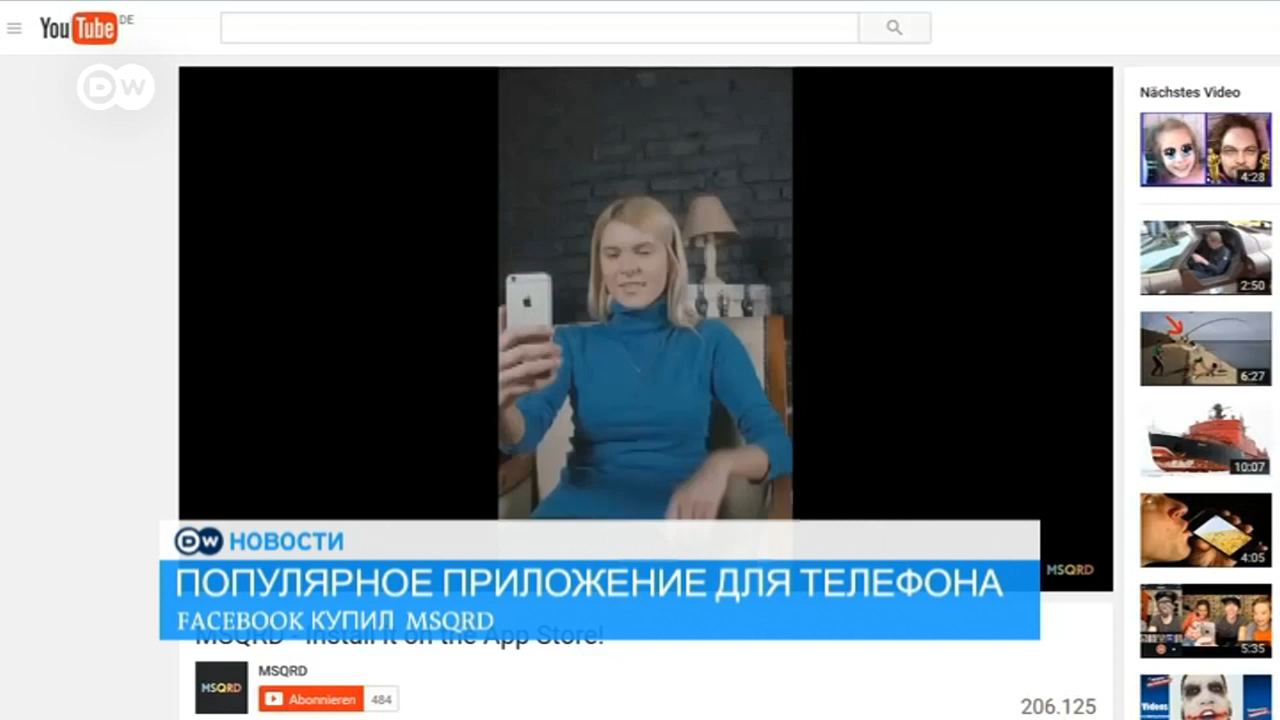 YouTube DE
DW
Nächstes Video
4:28
2:50
6:27
10:07
4:05
5:35
Videos
MSQRD
DW НОВОСТИ
ПОПУЛЯРНОЕ ПРИЛОЖЕНИЕ ДЛЯ ТЕЛЕФОНА
FACEBOOK КУПИЛ MSQRD
MSQRD - Install it on the App Store!
MSQRD
MSQRD
Abonnieren 484
206.125